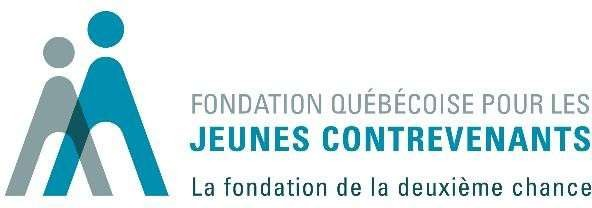 FONDATION QUÉBÉCOISE POUR LES
JEUNES CONTREVENANTS
La fondation de la deuxième chance